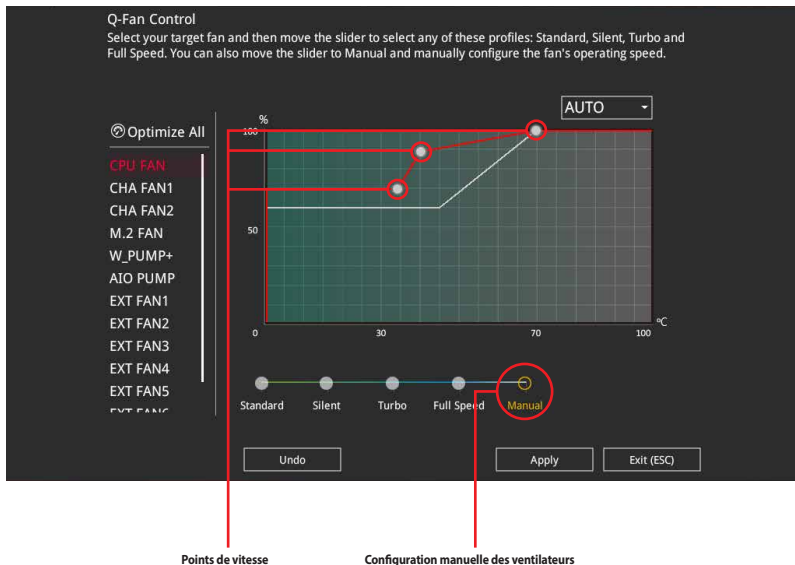 Q-Fan Control
Select your target fan and then move the slider to select any of these profiles: Standard, Silent, Turbo and
Full Speed. You can also move the slider to Manual and manually configure the fan's operating speed.
AUTO
Optimize All
CPU FAN
CHA FAN1
CHA FAN2
M.2 FAN
W_PUMP+
AIO PUMP
EXT FAN1
EXT FAN2
EXT FAN3
EXT FAN4
EXT FAN5
%
100
50
0 30 70 100
°C
Standard Silent Turbo Full Speed Manual
Undo Apply Exit (ESC)
Points de vitesse Configuration manuelle des ventilateurs